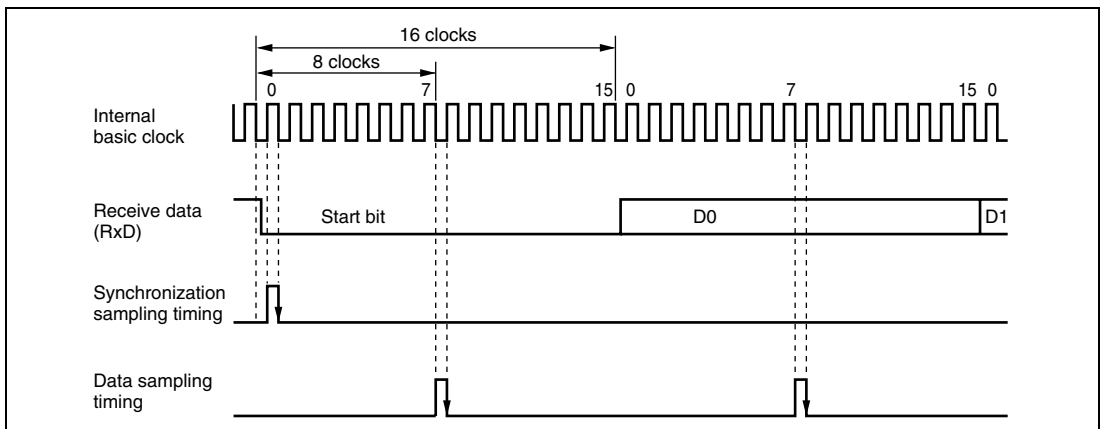 16 clocks
8 clocks
0 7 15 0 7 15 0
Internal
basic clock
Receive data
(RxD)
Start bit D0 D1
Synchronization
sampling timing
Data sampling
timing